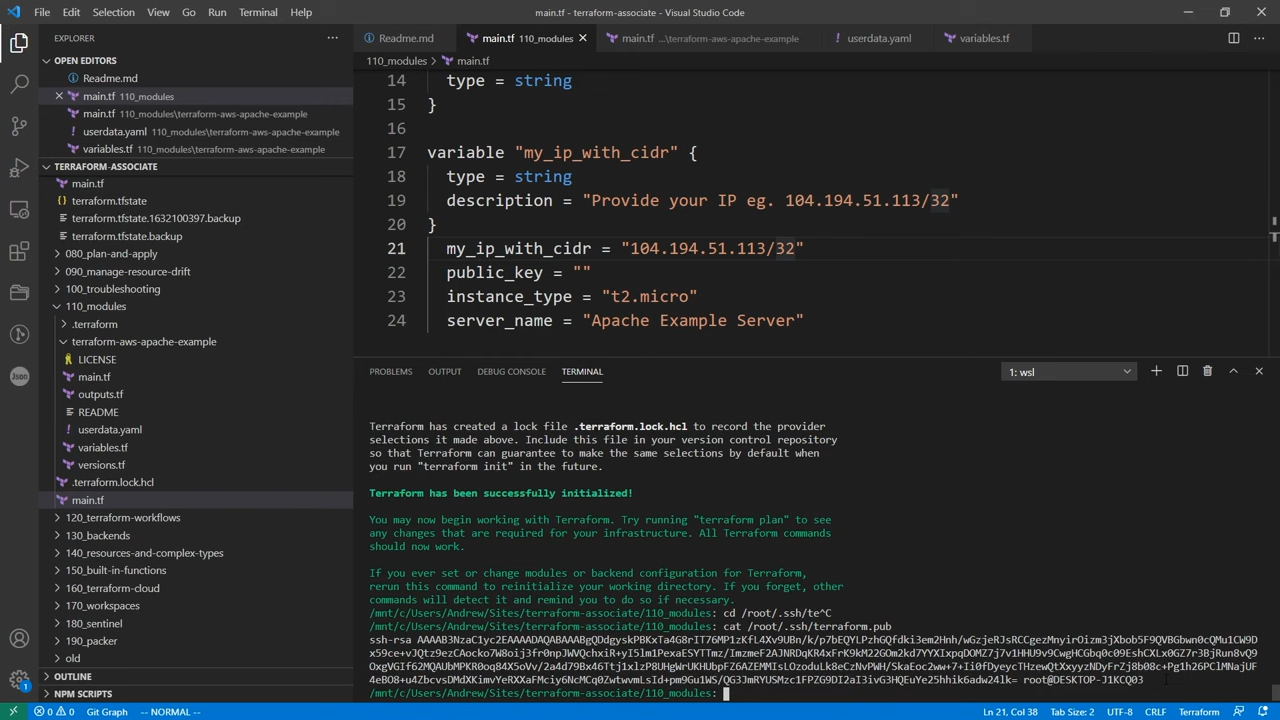 File Edit Selection View Go Run Terminal Help
main.tf - terraform-associate - Visual Studio Code
EXPLORER
OPEN EDITORS
Readme.md
main.tf 110_modules
main.tf 110_modules\terraform-aws-apache-example
userdata.yaml 110_modules\terraform-aws-apache-example
variables.tf 110_modules\terraform-aws-apache-example
TERRAFORM-ASSOCIATE
main.tf
terraform.tfstate
terraform.tfstate.1632100397.backup
terraform.tfstate.backup
080_plan-and-apply
090_manage-resource-drift
100_troubleshooting
110_modules
.terraform
terraform-aws-apache-example
LICENSE
main.tf
outputs.tf
README
userdata.yaml
variables.tf
versions.tf
.terraform.lock.hcl
main.tf
120_terraform-workflows
130_backends
140_resources-and-complex-types
150_built-in-functions
160_terraform-cloud
170_workspaces
180_sentinel
190_packer
old
OUTLINE
NPM SCRIPTS
Json
1
Readme.md
main.tf 110_modules
main.tf ...\terraform-aws-apache-example
userdata.yaml
variables.tf
110_modules > main.tf
14 type = string
15 }
16
17 variable "my_ip_with_cidr" {
18 type = string
19 description = "Provide your IP eg. 104.194.51.113/32"
20 }
21 my_ip_with_cidr = "104.194.51.113/32"
22 public_key = ""
23 instance_type = "t2.micro"
24 server_name = "Apache Example Server"
PROBLEMS OUTPUT DEBUG CONSOLE TERMINAL
1: wsl
Terraform has created a lock file .terraform.lock.hcl to record the provider
selections it made above. Include this file in your version control repository
so that Terraform can guarantee to make the same selections by default when
you run "terraform init" in the future.
Terraform has been successfully initialized!
You may now begin working with Terraform. Try running "terraform plan" to see
any changes that are required for your infrastructure. All Terraform commands
should now work.
If you ever set or change modules or backend configuration for Terraform,
rerun this command to reinitialize your working directory. If you forget, other
commands will detect it and remind you to do so if necessary.
/mnt/c/Users/Andrew/Sites/terraform-associate/110_modules: cd /root/.ssh/te^C
/mnt/c/Users/Andrew/Sites/terraform-associate/110_modules: cat /root/.ssh/terraform.pub
ssh-rsa
root@DESKTOP-J1KCQ03
/mnt/c/Users/Andrew/Sites/terraform-associate/110_modules:
0 0 Git Graph -- NORMAL --
Ln 21, Col 38 Tab Size: 2 UTF-8 CRLF Terraform